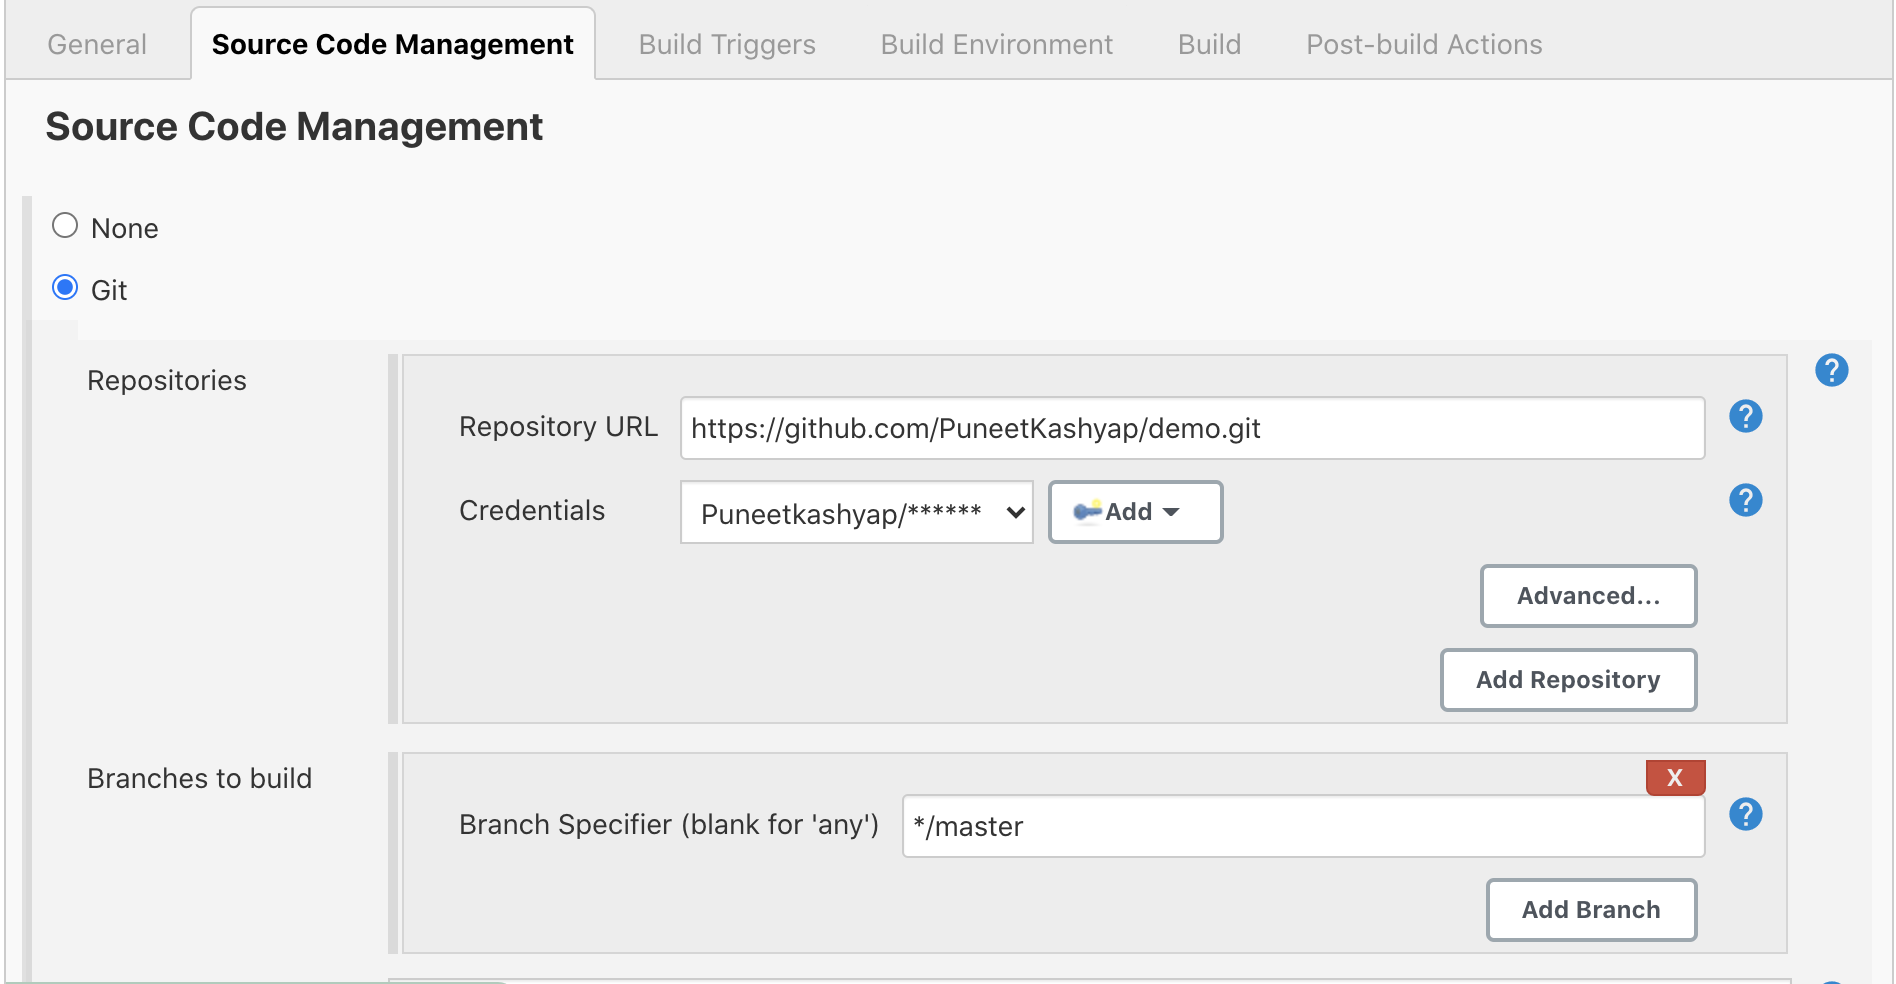 General Source Code Management Build Triggers Build Environment Build Post-build Actions
Source Code Management
None
Git
Repositories
?
Repository URL https://github.com/PuneetKashyap/demo.git ?
Credentials Puneetkashyap/****** Add ?
Advanced...
Add Repository
Branches to build
X
Branch Specifier (blank for 'any') */master ?
Add Branch